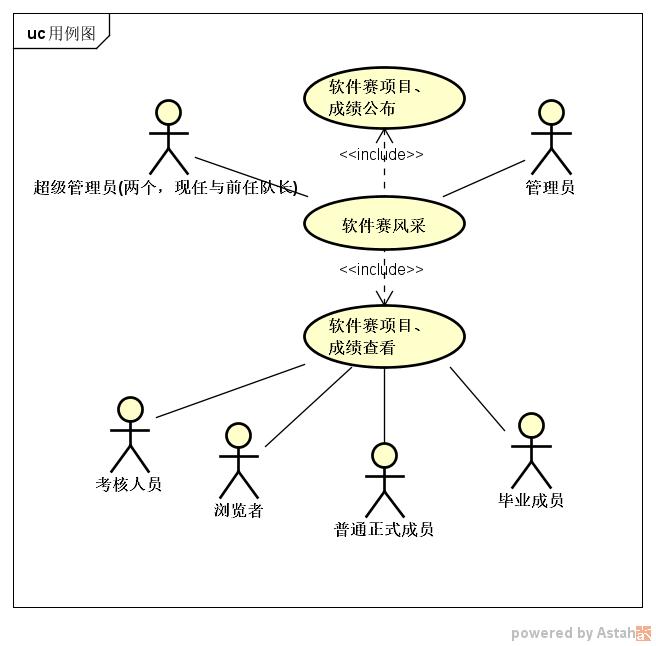 uc 用例图
软件赛项目、
成绩公布
<<include>>
超级管理员(两个，现任与前任队长)
管理员
软件赛风采
<<include>>
软件赛项目、
成绩查看
考核人员
浏览者
普通正式成员
毕业成员
powered by Astah